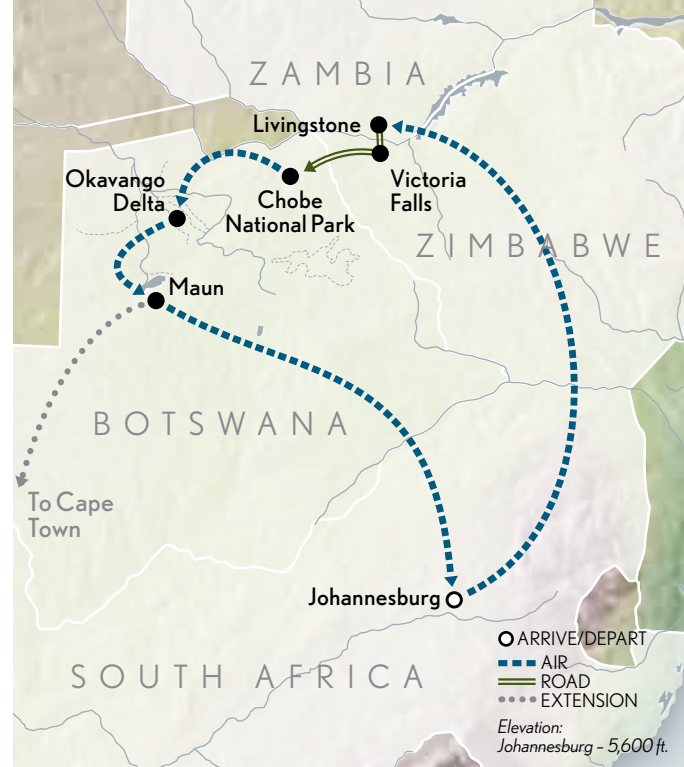 ZAMBIA
Livingstone
Victoria
Falls
Okavango
Delta
Chobe
National Park
ZIMBABWE
Maun
BOTSWANA
To Cape
Town
Johannesburg
SOUTH AFRICA
ARRIVE/DEPART
AIR
ROAD
EXTENSION
Elevation:
Johannesburg – 5,600 ft.